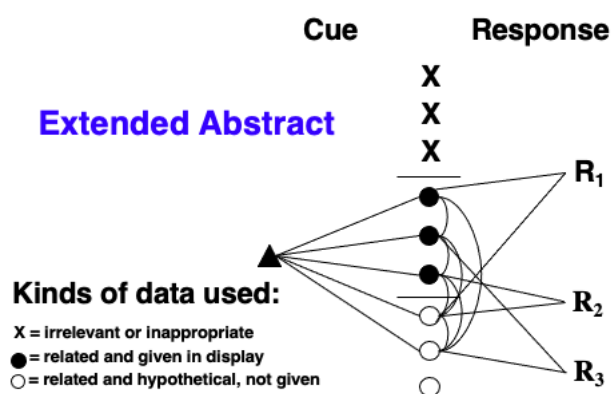 Cue Response
X
X
Extended Abstract
X
R1
Kinds of data used:
R2
X = irrelevant or inappropriate
= related and given in display
R3
= related and hypothetical, not given